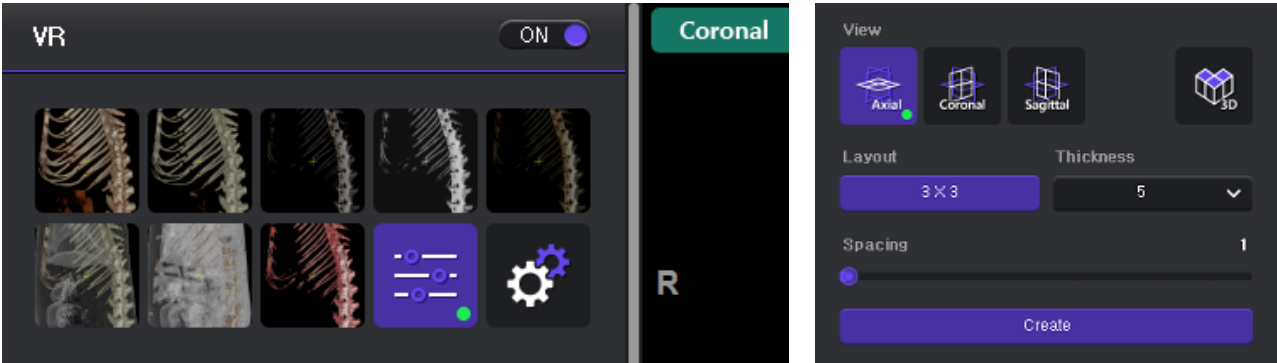 VR
ON
Coronal
R
View
Axial
Coronal
Sagittal
3D
Layout
Thickness
3 X 3
5
Spacing
1
Create